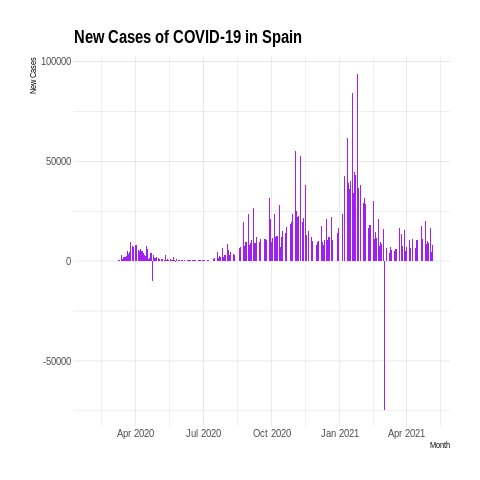 New Cases of COVID-19 in Spain
New Cases
100000
50000
0
-50000
Apr 2020 Jul 2020 Oct 2020 Jan 2021 Apr 2021
Month